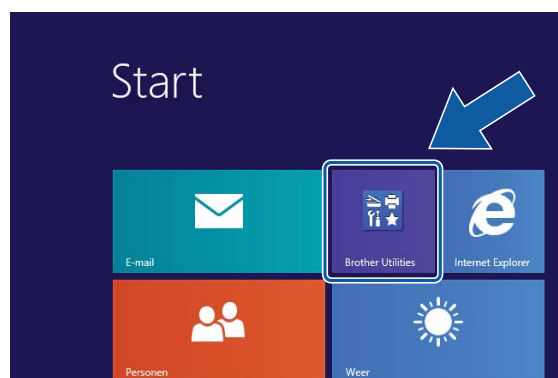 Start
E-mail
Brother Utilities
Internet Explorer
Personen
Weer